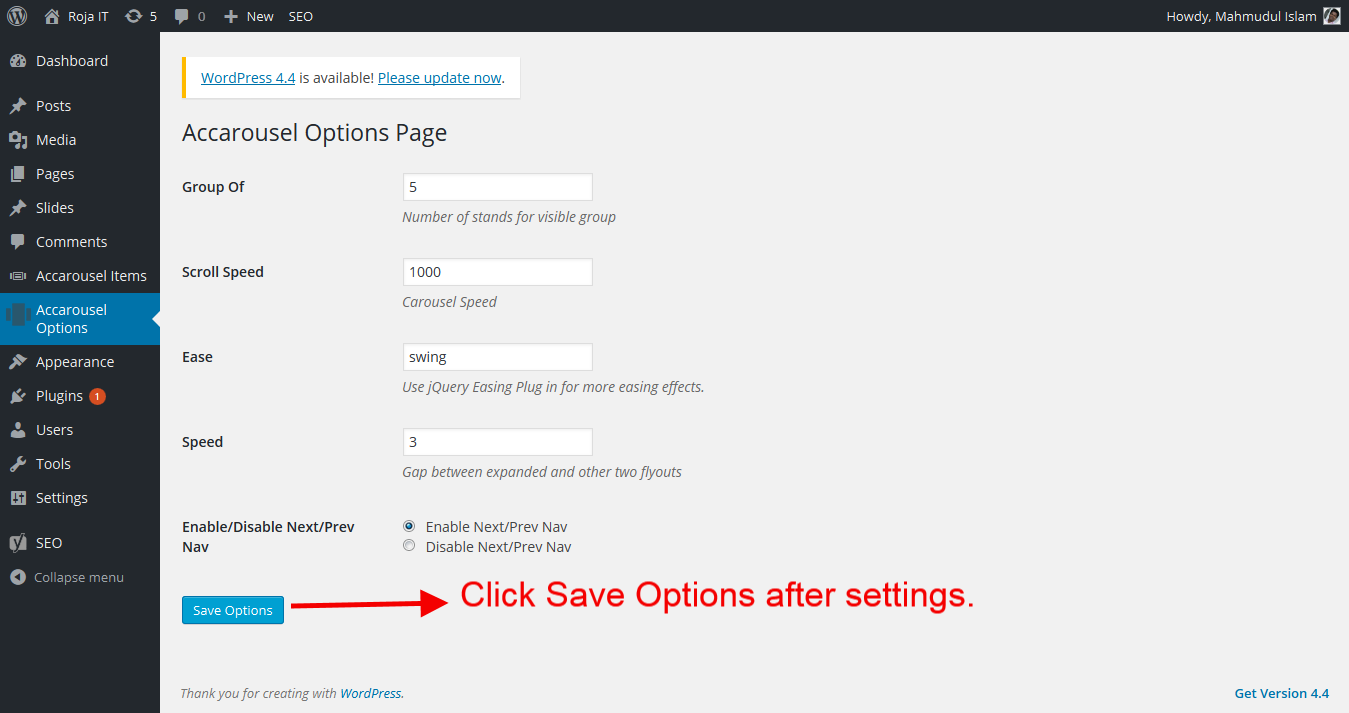 Roja IT 5 0 New SEO Howdy, Mahmudul Islam
Dashboard
Posts
Media
Pages
Slides
Comments
Accarousel Items
Accarousel
Options
Appearance
Plugins 1
Users
Tools
Settings
SEO
Collapse menu
WordPress 4.4 is available! Please update now.
Accarousel Options Page
Group Of 5
Number of stands for visible group
Scroll Speed 1000
Carousel Speed
Ease swing
Use jQuery Easing Plug in for more easing effects.
Speed 3
Gap between expanded and other two flyouts
Enable/Disable Next/Prev
Nav
Enable Next/Prev Nav
Disable Next/Prev Nav
Save Options
Click Save Options after settings.
Thank you for creating with WordPress.
Get Version 4.4